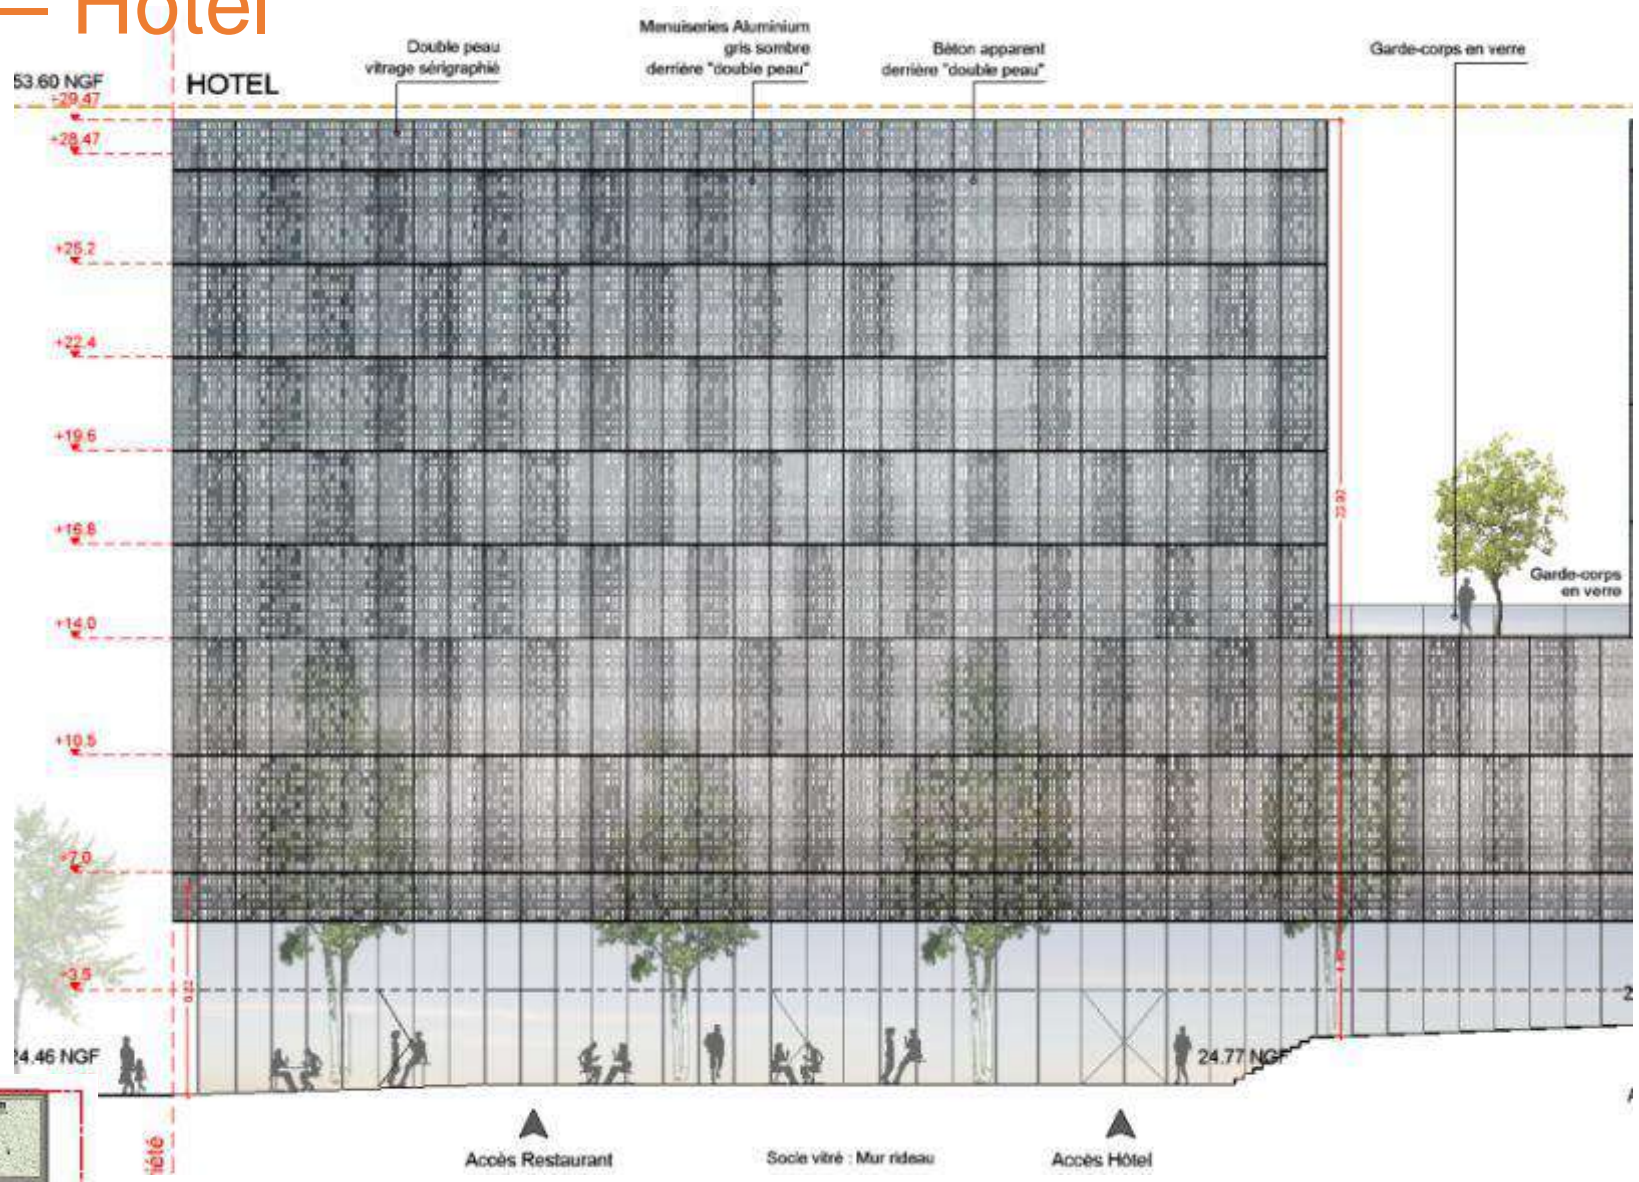 – Hotel
Double peau
vitrage sérigraphié
Menuiseries Aluminium
gris sombre
derrière "double peau"
Béton apparent
derrière "double peau"
Garde-corps en verre
53.60 NGF
HOTEL
+29.47
+28.47
+25.2
+22.4
+19.6
+16.8
+14.0
+10.5
+7.0
+3.5
Garde-corps
en verre
24.46 NGF
24.77 NGF
Accès Restaurant
Socle vitré : Mur rideau
Accès Hôtel
iété